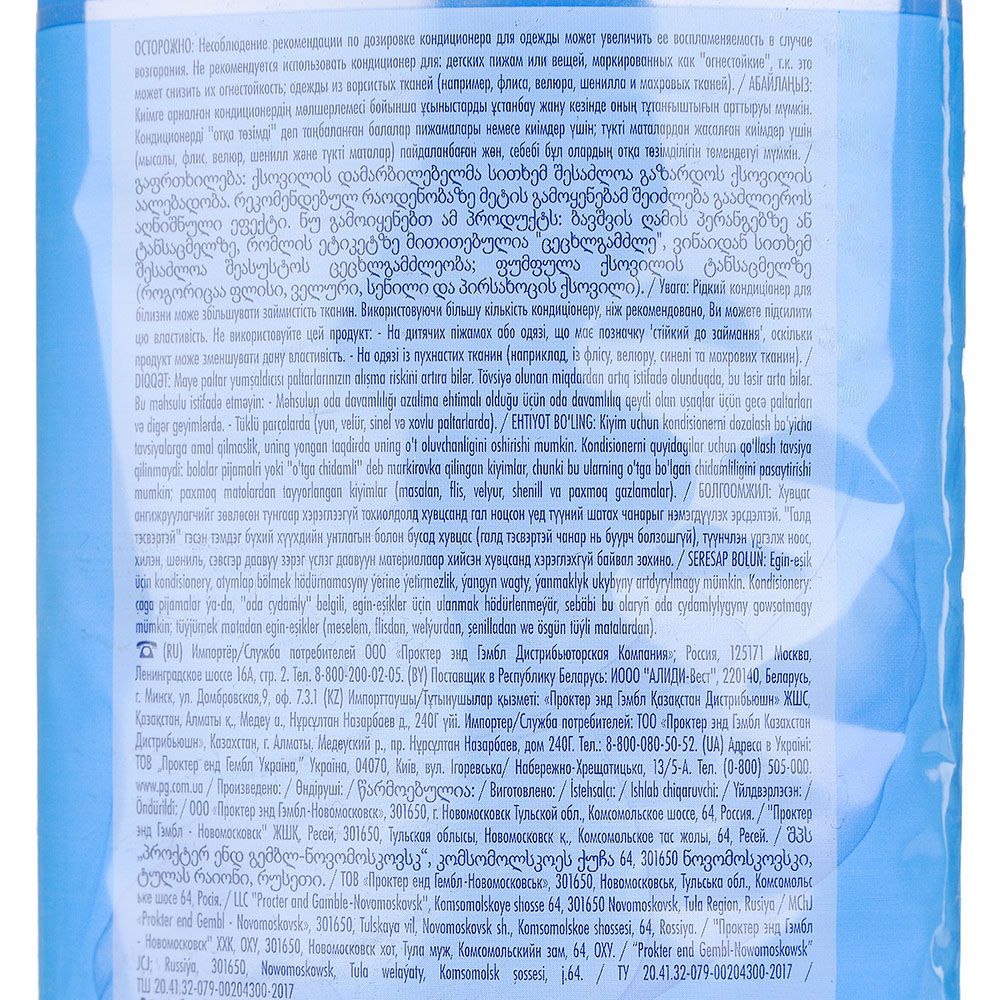 ОСТОРОЖНО: Несоблюдение рекомендации по дозировке кондиционера для одежды может увеличить ее воспламеняемость в случае
возгорания. Не рекомендуется использовать кондиционер для: детских пижам или вещей, маркированных как "огнестойкие", т.к. это
может снизить их огнестойкость; одежды из ворсистых тканей (например, флиса, велюра, шенилла и махровых тканей). / АБАЙЛАҢЫЗ:
Киімге арналған кондиционердің мөлшерлемесі бойынша ұсыныстарды ұстанбау жану кезінде оның тұтанғыштығын арттыруы мүмкін.
Кондиционерді "отқа төзімді" деп таңбаланған балалар пижамалары немесе киімдер үшін; түкті маталардан жасалған киімдер үшін
(мысалы, флис, велюр, шенилл және түкті маталар) пайдаланбаған жөн, себебі бұл олардың отқа төзімділігін төмендетуі мүмкін. /
გაფრთხილება: ქსოვილის დამარბილებელმა სითხემ შესაძლოა გაზარდოს ქსოვილის
აალებადობა. რეკომენდებულ რაოდენობაზე მეტის გამოყენებამ შეიძლება გააძლიეროს
აღნიშნული ეფექტი. ნუ გამოიყენებთ ამ პროდუქტს: ბავშვის ღამის პერანგებზე ან
ტანსაცმელზე, რომლის ეტიკეტზე მითითებულია "ცეცხლგამძლე", ვინაიდან სითხემ
შესაძლოა შეასუსტოს ცეცხლგამძლეობა; ფუმფულა ქსოვილის ტანსაცმელზე
(როგორიცაა ფლისი, ველური, სენილი და პირსახოცის ქსოვილი). / Увага: Рідкий кондиціонер для
білизни може збільшувати займистість тканин. Використовуючи більшу кількість кондиціонеру, ніж рекомендовано, Ви можете підсилити
цю властивість. Не використовуйте цей продукт: - На дитячих піжамах або одязі, що має позначку 'стійкий до займання', оскільки
продукт може зменшувати дану властивість. - На одязі із пухнастих тканин (наприклад, із флісу, велюру, синелі та махрових тканин). /
DİQQƏT: Maye paltar yumşaldıcısı paltarlarınızın alışma riskini artıra bilər. Tövsiyə olunan miqdardan artıq istifadə olunduqda, bu təsir arta bilər.
Bu məhsulu istifadə etməyin: - Məhsulun oda davamlılığı azaltma ehtimalı olduğu üçün oda davamlılıq qeydi olan uşaqlar üçün gecə paltarları
və digər geyimlərdə. - Tüklü parçalarda (yun, velür, sinel və xovlu paltarlarda). / EHTIYOT BO'LING: Kiyim uchun kondisionerni dozalash bo'yicha
tavsiyalarga amal qilmaslik, uning yongan taqdirda uning o't oluvchanligini oshirishi mumkin. Kondisionerni quyidagilar uchun qo'llash tavsiya
qilinmaydi: bolalar pijamalri yoki "o'tga chidamli" deb markirovka qilingan kiyimlar, chunki bu ularning o'tga bo'lgan chidamliligini pasaytirishi
mumkin; paxmoq matolardan tayyorlangan kiyimlar (masalan, flis, velyur, shenill va paxmoq gazlamalar). / БОЛГООМЖИЛ: Хувцас
ангижруулагчийг зөвлөсөн тунгаар хэрэглээгүй тохиолдолд хувцсанд гал ноцсон үед түүний шатах чанарыг нэмэгдүүлэх эрсдэлтэй. "Галд
тэсвэртэй" гэсэн тэмдэг бүхий хүүхдийн унтлагын болон бусад хувцас (галд тэсвэртэй чанар нь буурч болзошгүй), түүнчлэн үргэлж ноос,
хилэн, шениль, сэвсгэр даавуу зэрэг үслэг даавуун материалаар хийсэн хувцсанд хэрэглэхгүй байвал зохино. / SERESAP BOLUŇ: Egin-eşik
üçin kondisionery, atymlap bölmek hödürnamasyny ýerine ýetirmezlik, ýangyn wagty, ýanmaklyk ukybyny artdyrylmagy mümkin. Kondisionery:
çaga pijamalar ýa-da, "oda çydamly" belgili, egin-eşikler üçin ulanmak hödürlenmeýär, sebäbi bu olaryň oda çydamlylygyny gowşatmagy
mümkin; tüýjümek matadan egin-eşikler (meselem, flisdan, welýurdan, şenilladan we ösgün tüýli matalardan).
☎ (RU) Импортёр/Служба потребителей ООО «Проктер энд Гэмбл Дистрибьюторская Компания»; Россия, 125171 Москва,
Ленинградское шоссе 16А, стр. 2. Тел. 8-800-200-02-05. (BY) Поставщик в Республику Беларусь: ИООО "АЛИДИ-Вест", 220140, Беларусь,
г. Минск, ул. Домбровская,9, оф. 7.3.1 (KZ) Импорттаушы/Тұтынушылар қызметі: «Проктер энд Гэмбл Қазақстан Дистрибьюшн» ЖШС,
Қазақстан, Алматы қ., Медеу а., Нұрсұлтан Назарбаев д., 240Г үйі. Импортер/Служба потребителей: ТОО «Проктер энд Гэмбл Казахстан
Дистрибьюшн», Казахстан, г. Алматы, Медеуский р., пр. Нұрсұлтан Назарбаев, дом 240Г. Тел.: 8-800-080-50-52. (UA) Адреса в Україні:
ТОВ „Проктер енд Гембл Україна,” Україна, 04070, Київ, вул. Ігоревська/ Набережно-Хрещатицька, 13/5-А. Тел. (0-800) 505-000.
www.pg.com.ua / Произведено: / Өндіруші: / წარმოებულია: / Виготовлено: / İstehsalçı: / Ishlab chiqaruvchi: / Үйлдвэрлэсэн: /
Öndürildi: / ООО «Проктер энд Гэмбл-Новомосковск», 301650, г. Новомосковск Тульской обл., Комсомольское шоссе, 64, Россия. / "Проктер
энд Гэмбл - Новомосковск" ЖШК, Ресей, 301650, Тульская облысы, Новомосковск қ., Комсомольское тас жолы, 64, Ресей. / შპს
„პროქტერ ენდ გემბლ-ნოვომოსკოვსკ“, კომსომოლსკოეს ქუჩა 64, 301650 ნოვომოსკოვსკი,
ტულას რაიონი, რუსეთი. / ТОВ «Проктер енд Гембл-Новомосковськ», 301650, Новомосковськ, Тульська обл., Комсомоль
ське шосе 64, Росія. / LLC "Procter and Gamble-Novomoskovsk", Komsomolskoye shosse 64, 301650 Novomoskovsk, Tula Region, Rusiya / MChJ
«Prokter end Gembl - Novomoskovsk», 301650, Tulskaya vil, Novomoskovsk sh., Komsomolskoe shossesi, 64, Rossiya. / "Проктер энд Гэмбл
- Новомосковск" ХХК, ОХУ, 301650, Новомосковск хот, Тула муж, Комсомольскийн зам, 64, ОХУ. / "Prokter end Gembl-Nowomoskowsk"
JÇJ; Russiýa, 301650, Nowomoskowsk, Tula welaýaty, Komsomolsk şossesi, j.64. / ТУ 20.41.32-079-00204300-2017 /
ТШ 20.41.32-079-00204300-2017